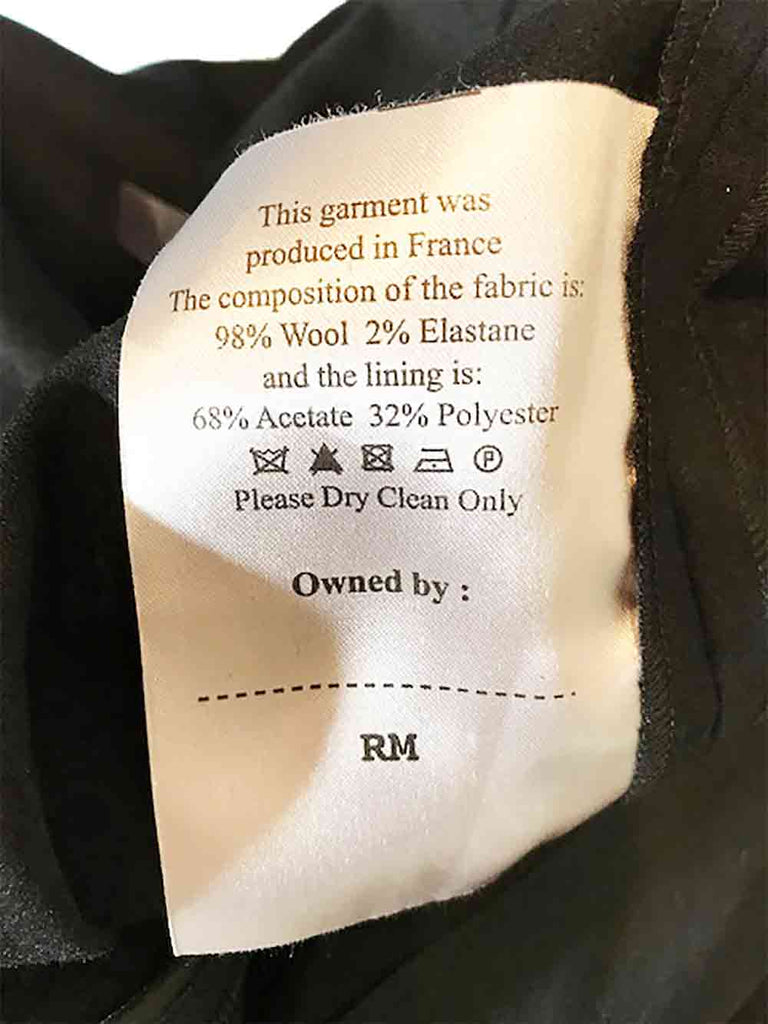 This garment was
produced in France
The composition of the fabric is:
98% Wool 2% Elastane
and the lining is:
68% Acetate 32% Polyester
P
Please Dry Clean Only
Owned by :
RM